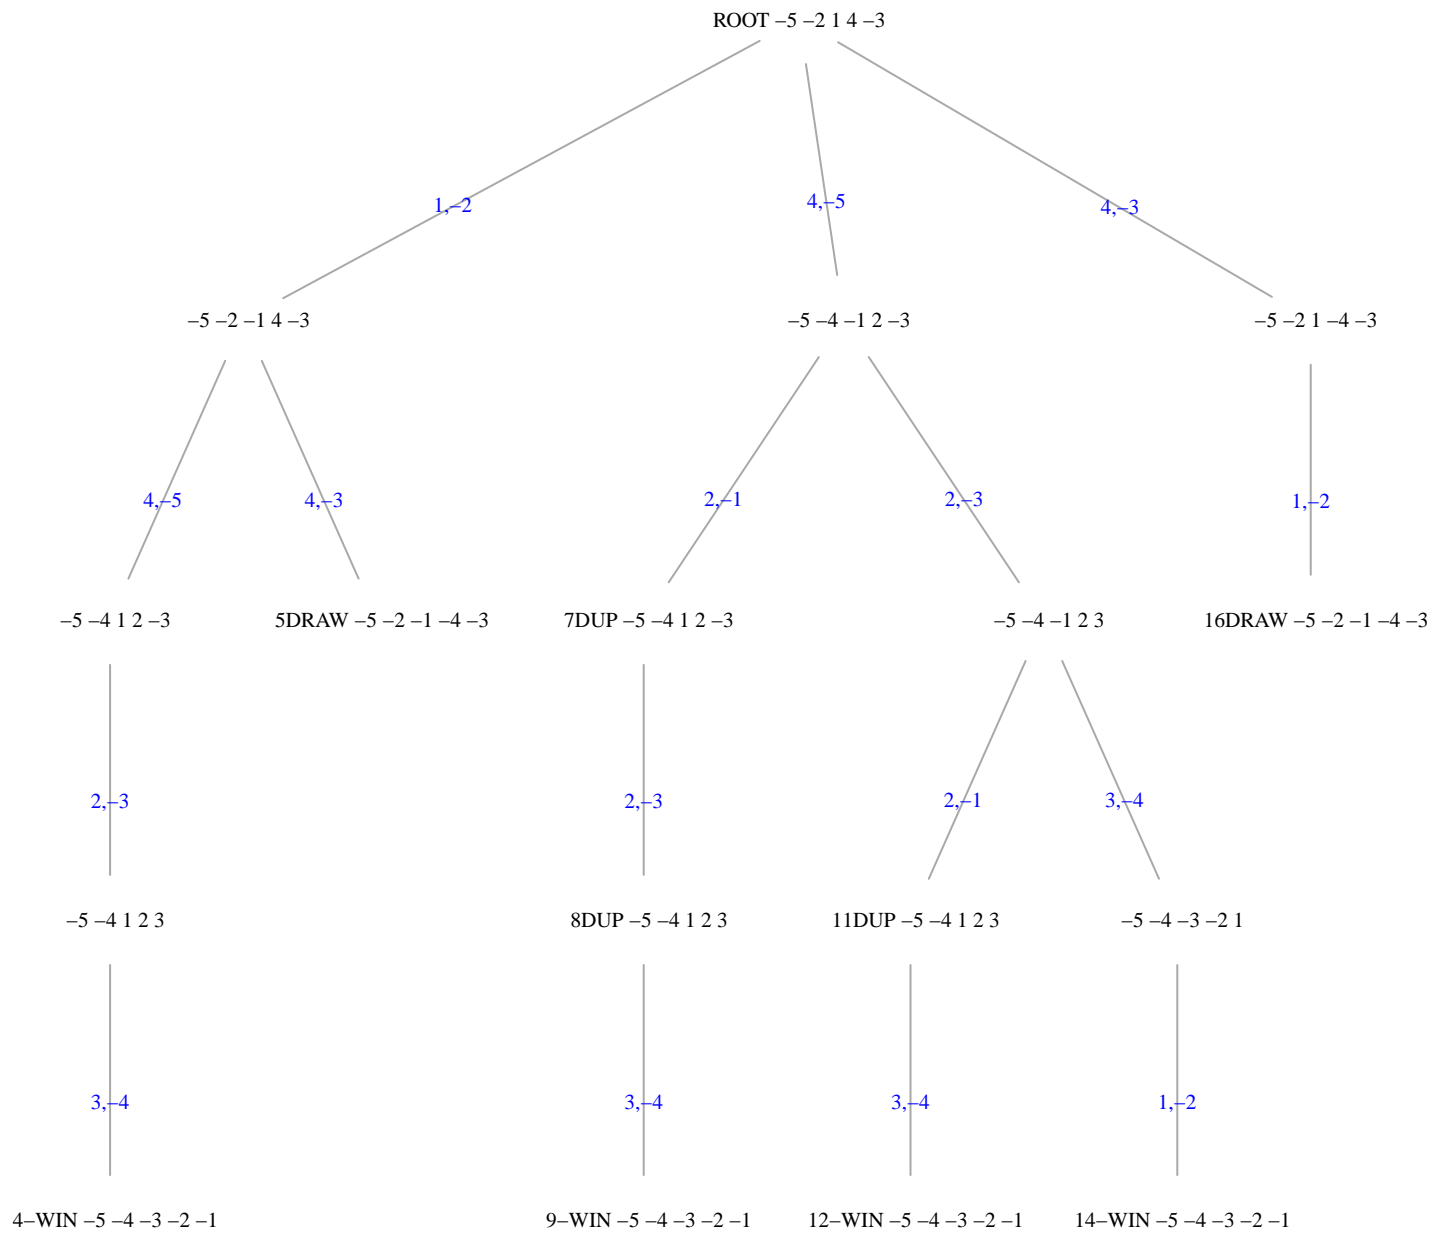 ROOT –5 –2 1 4 –3
1,–2
4,–5
4,–3
–5 –2 –1 4 –3
–5 –4 –1 2 –3
–5 –2 1 –4 –3
4,–5
4,–3
2,–1
2,–3
1,–2
–5 –4 1 2 –3
5DRAW –5 –2 –1 –4 –3
7DUP –5 –4 1 2 –3
–5 –4 –1 2 3
16DRAW –5 –2 –1 –4 –3
2,–3
2,–3
2,–1
3,–4
–5 –4 1 2 3
8DUP –5 –4 1 2 3
11DUP –5 –4 1 2 3
–5 –4 –3 –2 1
3,–4
3,–4
3,–4
1,–2
4–WIN –5 –4 –3 –2 –1
9–WIN –5 –4 –3 –2 –1
12–WIN –5 –4 –3 –2 –1
14–WIN –5 –4 –3 –2 –1